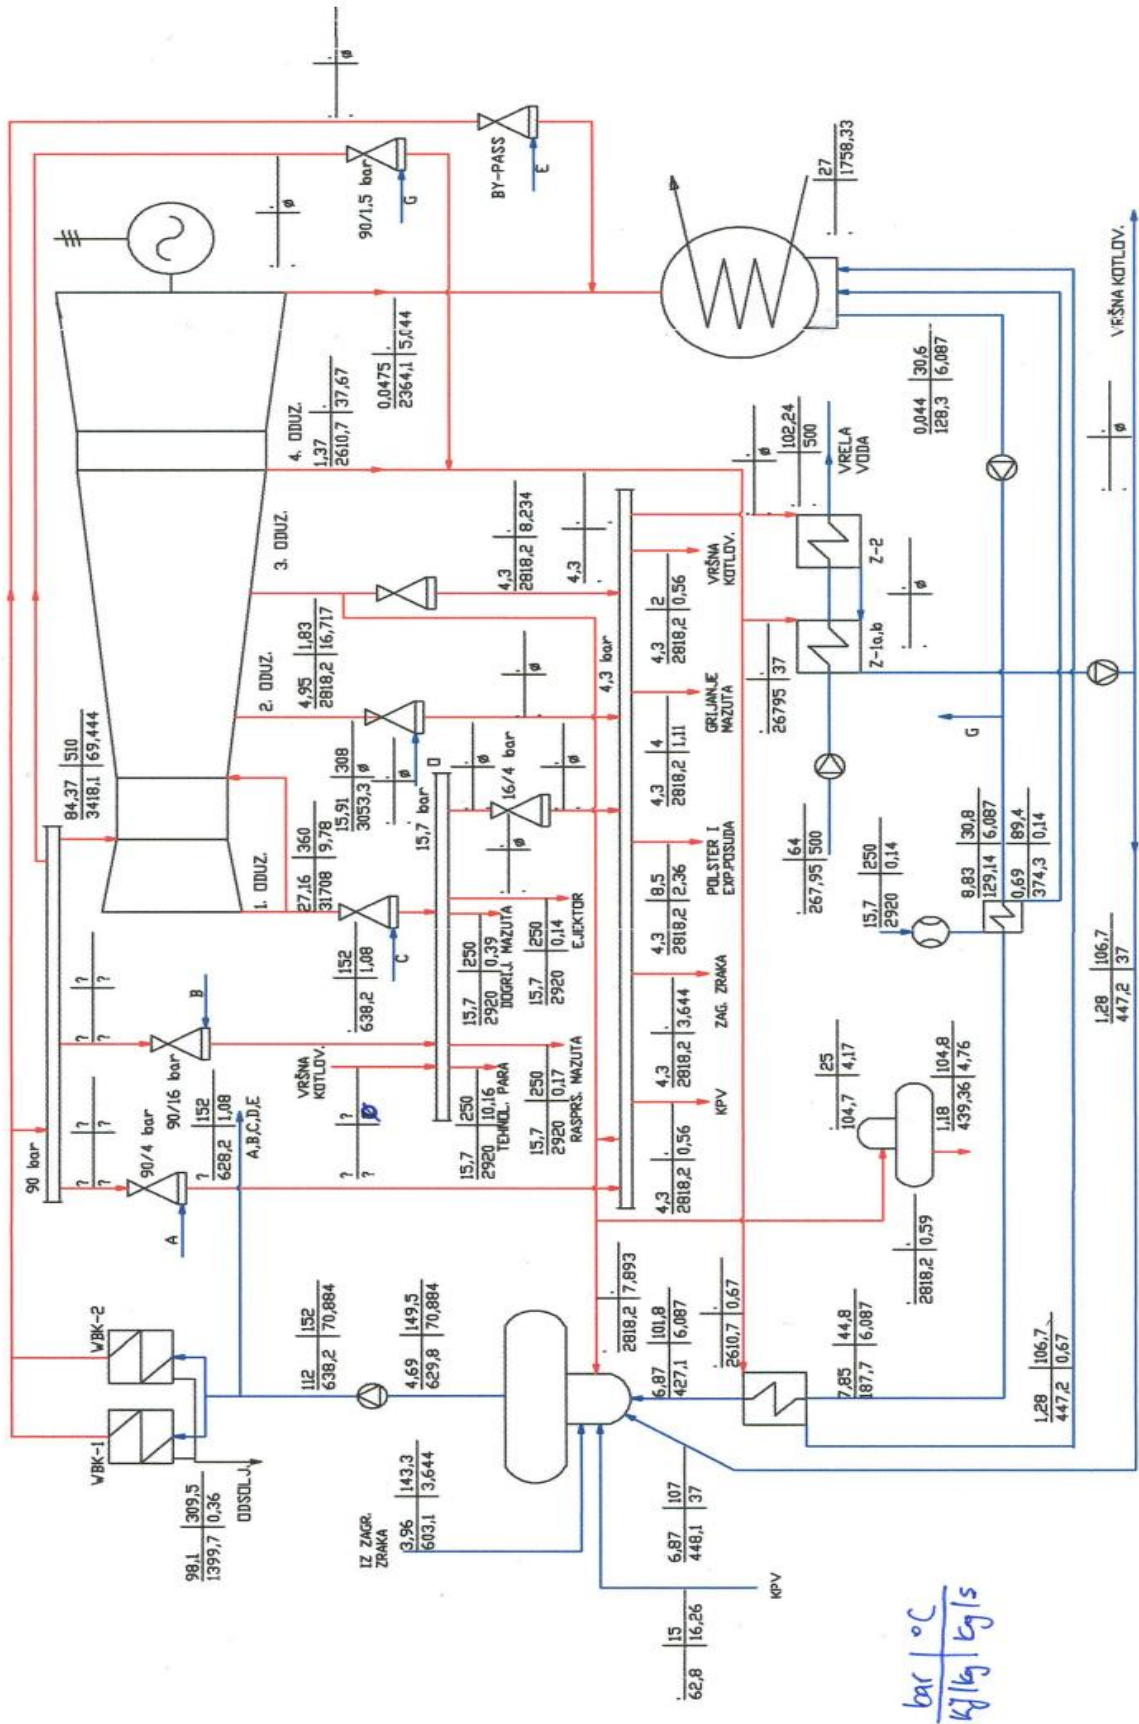 90/1,5 bar
G
BY-PASS
E
ø
ø
27
1758,33
VRŠNA KOTLOV.
4. ODUZ.
1,37
2610,7 37,67
0,0475
2364,1 5,044
30,6
0,044 6,087
128,3
ø
3. ODUZ.
4,3
2818,2 8,234
4,3
ø
102,24
500
VRELA
VODA
Z-2
Z-1a,b
ø
2. ODUZ.
4,95 1,83
2818,2 16,717
ø
4,3 bar
VRŠNA
KOTLOV.
4,3 2
2818,2 0,56
GRIJANJE
MAZUTA
4,3 4
2818,2 1,11
37
26795
G
84,37 510
3418,1 69,444
15,91 308
3053,3 ø
ø
15,7 bar
D
ø
16/4 bar
ø
ø
POLSTER I
EXP.POSUDA
4,3 8,5
2818,2 2,36
64
267,95 500
15,7 250
2920 0,14
8,83 30,8
129,14 6,087
0,69 89,4
374,3 0,14
1. ODUZ.
27,16 360
31708 9,78
152
638,2 1,08
C
250
15,7 0,39
2920
DOGRIJ. MAZUTA
250
15,7 0,14
2920
EJEKTOR
ZAG. ZRAKA
4,3
2818,2 3,644
106,7
1,28 37
447,2
90 bar
? ?
? ?
90/4 bar
90/16 bar
A
B
? 152
628,2 1,08
A,B,C,D,E
VRŠNA
KOTLOV.
? ø
?
15,7 250
2920 10,16
TEHNOL. PARA
15,7 250
2920 0,17
RASPRŠ. MAZUTA
KPV
4,3
2818,2 0,56
25
104,7 4,17
1,18 104,8
439,36 4,76
2818,2 0,59
WBK-2
WBK-1
98,1 309,5
1399,7 0,36
ODSOLJ.
112 152
638,2 70,884
4,69 149,5
629,8 70,884
2818,2 7,893
6,87 101,8
427,1 6,087
2610,7 0,67
7,85 44,8
187,7 6,087
1,28 106,7
447,2 0,67
IZ ZAGR.
ZRAKA
3,96 143,3
603,1 3,644
6,87 107
448,1 37
KPV
15
62,8 16,26
bar °C
kJ/kg kg/s